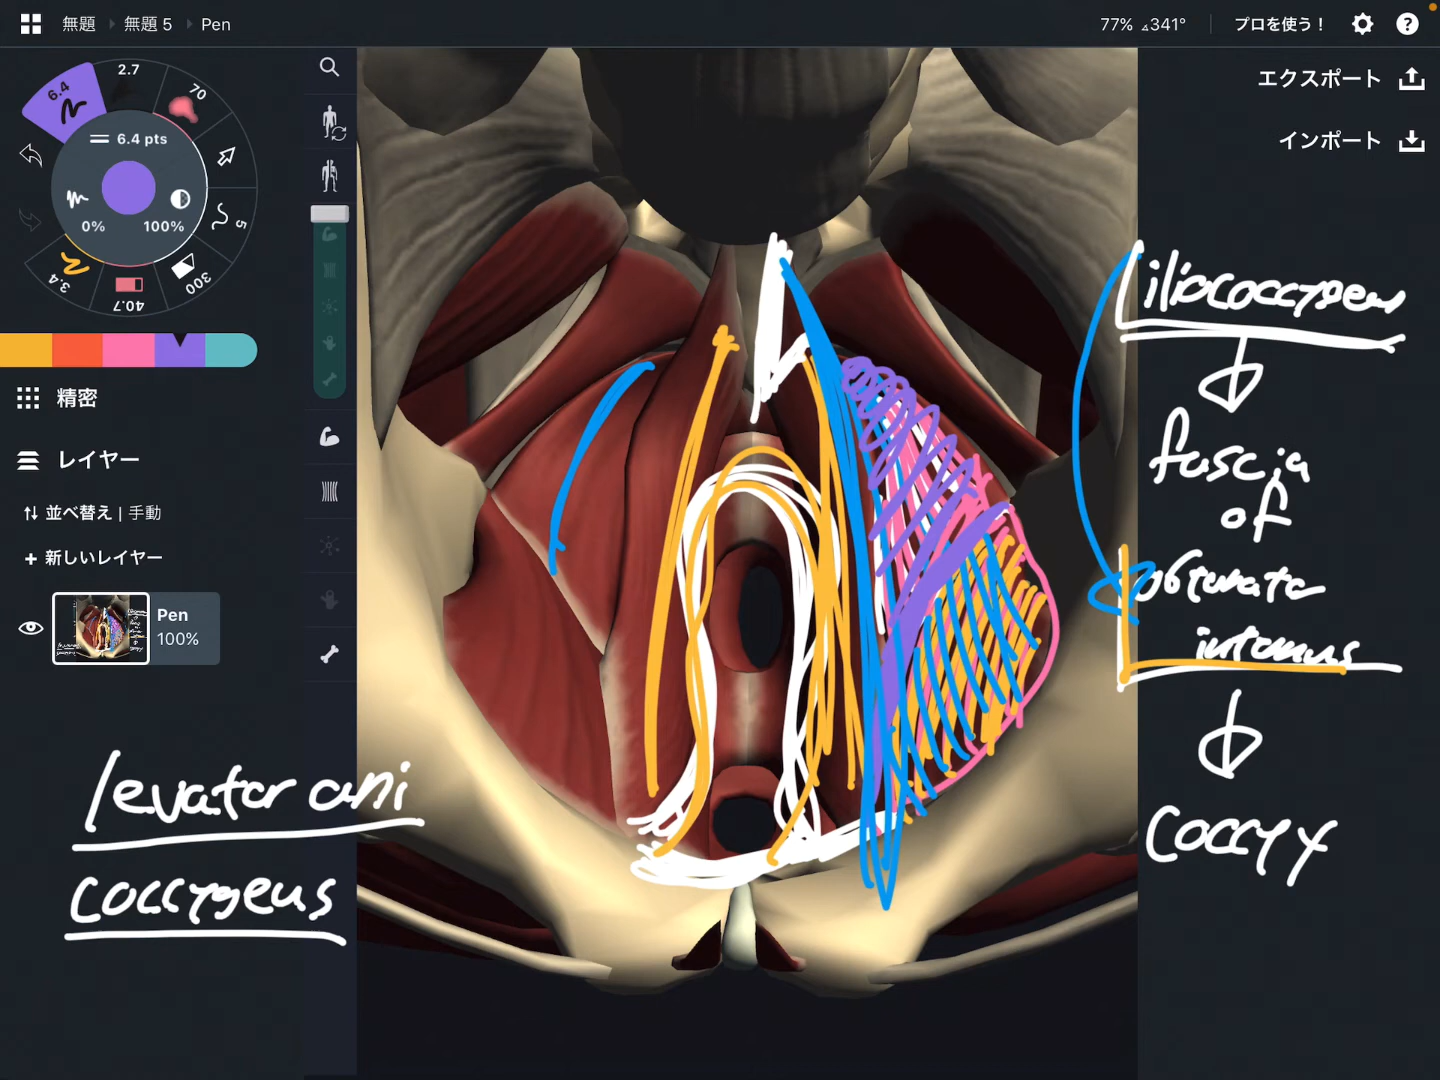 無題 無題 5 Pen
77% ⊿341° プロを使う！
エクスポート
インポート
2.7
6.4
70
6.4 pts
0% 100%
5
3.4
40.7
300
精密
レイヤー
並べ替え | 手動
+ 新しいレイヤー
Pen
100%
levator ani
coccygeus
iliococcygeus
fascia
of
obturator
internus
coccyx